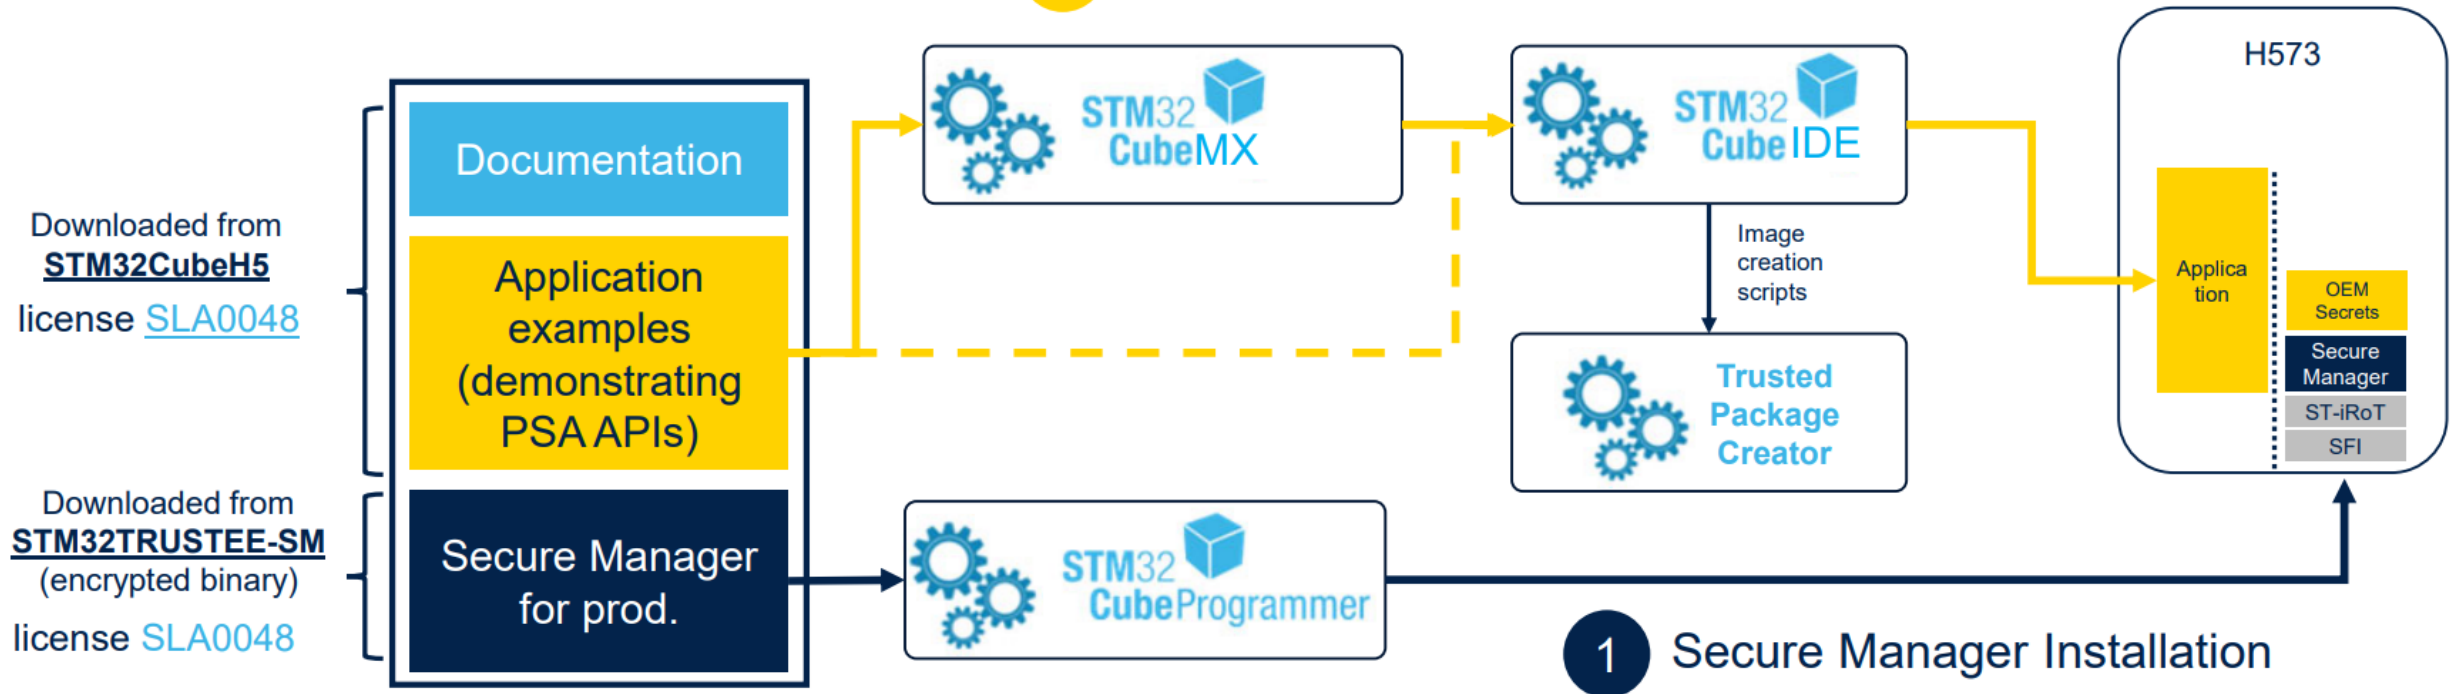 Downloaded from
STM32CubeH5
license SLA0048
Downloaded from
STM32TRUSTEE-SM
(encrypted binary)
license SLA0048
Documentation
Application
examples
(demonstrating
PSA APIs)
Secure Manager
for prod.
STM32
CubeMX
STM32
CubeIDE
Image
creation
scripts
Trusted
Package
Creator
STM32
CubeProgrammer
H573
Applica
tion
OEM
Secrets
Secure
Manager
ST-iRoT
SFI
1 Secure Manager Installation